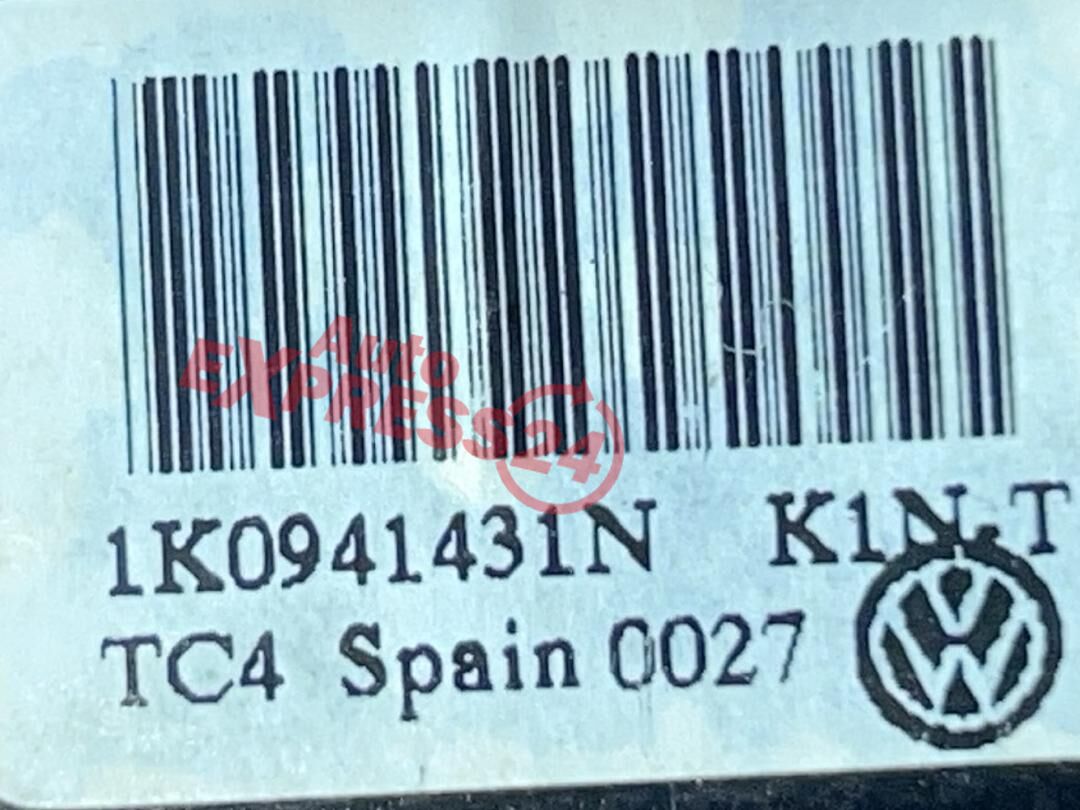 Auto
EXPRESS24
1K0941431N K1N.T
TC4 Spain 0027